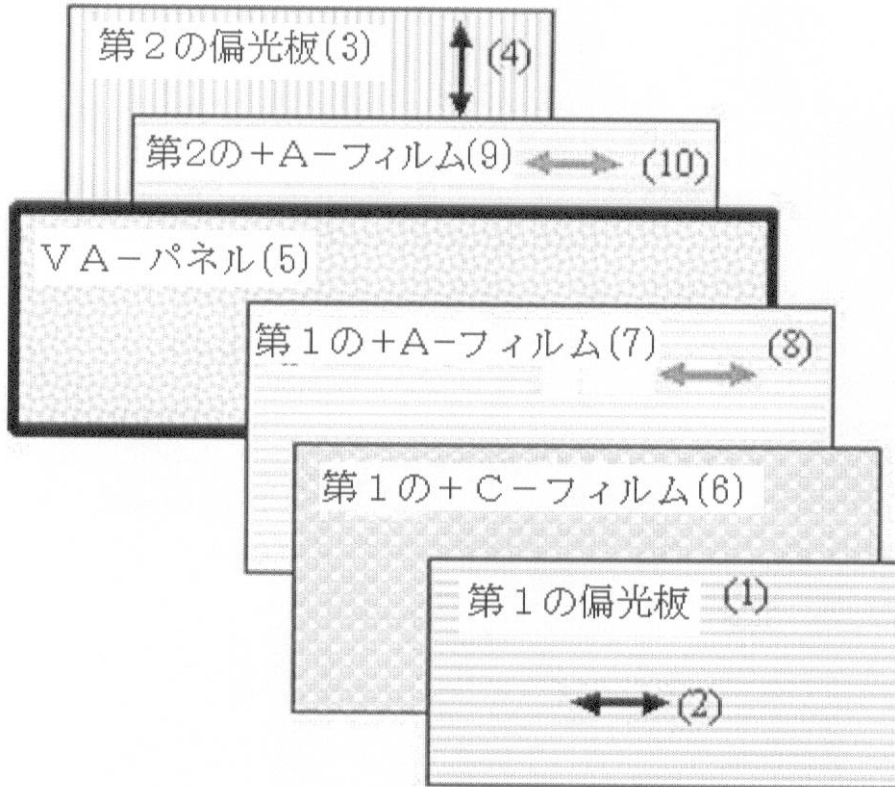 第２の偏光板(3) (4)
第2の＋A－フィルム(9) (10)
ＶＡ－パネル(5)
第１の＋A－フィルム(7) (8)
第１の＋Ｃ－フィルム(6)
第１の偏光板 (1)
(2)